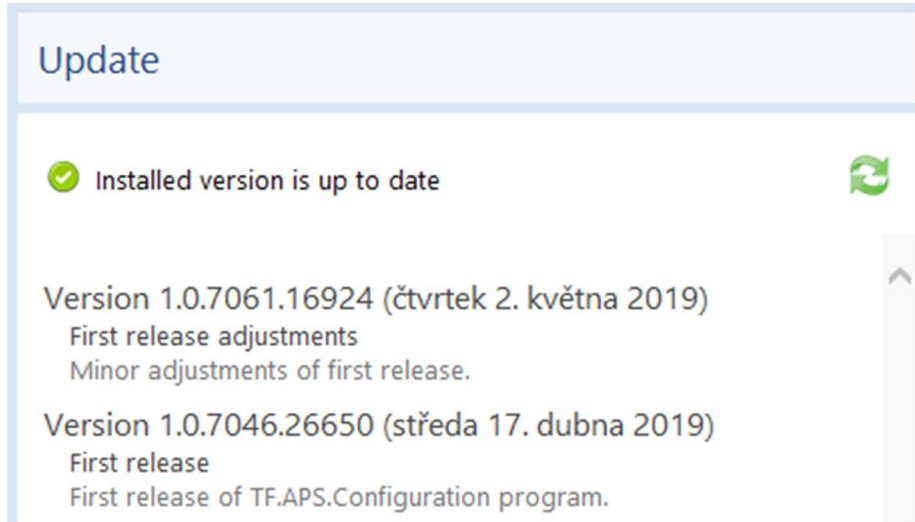 Update
Installed version is up to date
Version 1.0.7061.16924 (čtvrtek 2. května 2019)
First release adjustments
Minor adjustments of first release.
Version 1.0.7046.26650 (středa 17. dubna 2019)
First release
First release of TF.APS.Configuration program.